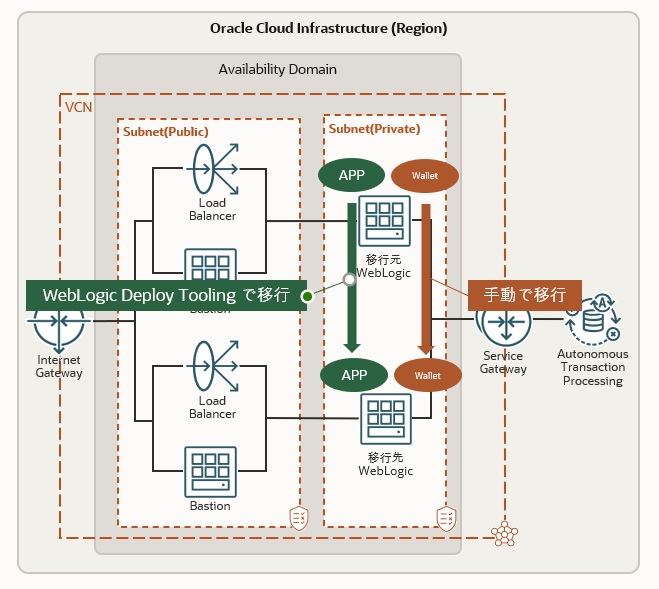 Oracle Cloud Infrastructure (Region)
Availability Domain
VCN
Subnet(Public)
Subnet(Private)
APP
Wallet
Load
Balancer
移行元
WebLogic
WebLogic Deploy Tooling で移行
手動で移行
Bastion
Internet
Gateway
Service
Gateway
Autonomous
Transaction
Processing
A
APP
Wallet
Load
Balancer
移行先
WebLogic
Bastion